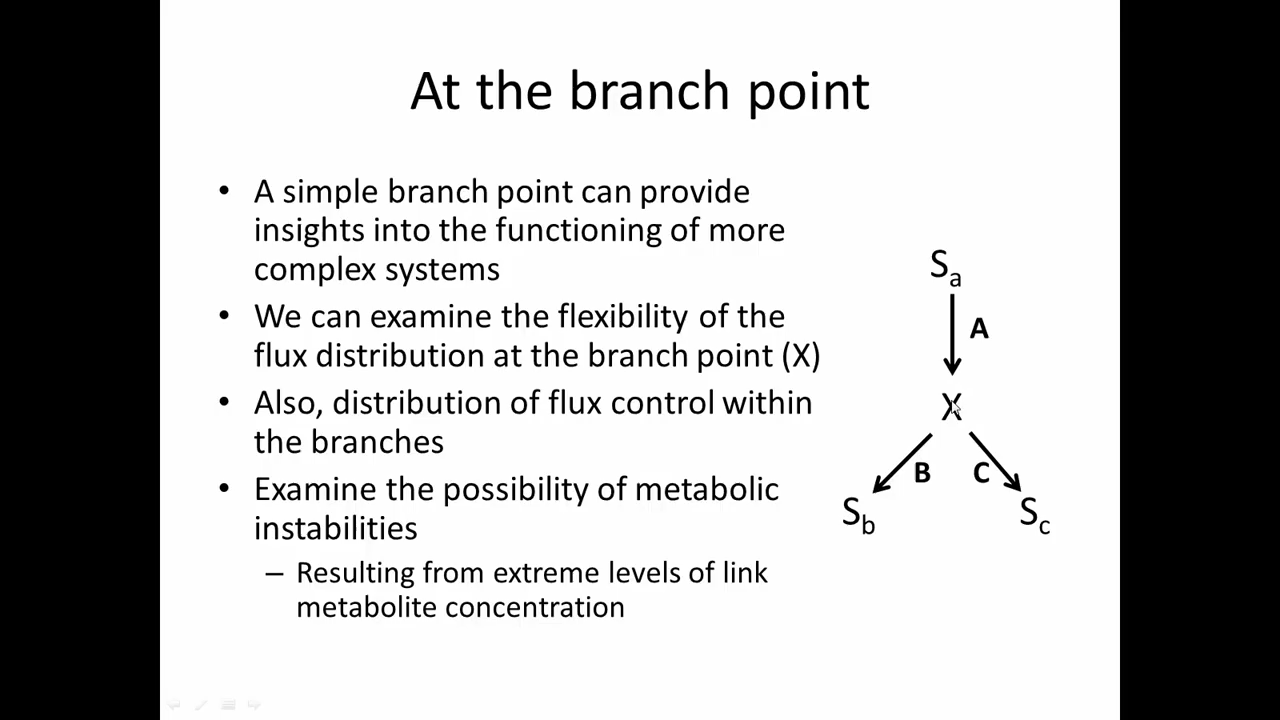 At the branch point
• A simple branch point can provide
insights into the functioning of more
complex systems
• We can examine the flexibility of the
flux distribution at the branch point (X)
• Also, distribution of flux control within
the branches
• Examine the possibility of metabolic
instabilities
– Resulting from extreme levels of link
metabolite concentration
Sa
A
X
B C
Sb Sc